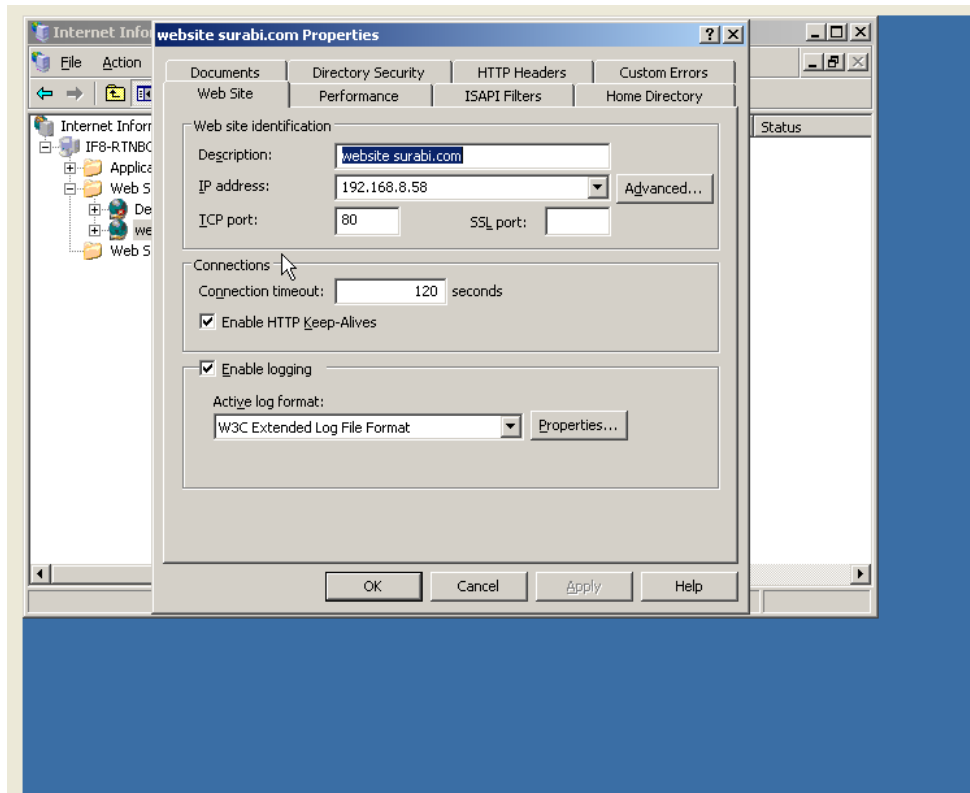 Internet Infor
website surabi.com Properties
File Action
Documents Directory Security HTTP Headers Custom Errors
Web Site Performance ISAPI Filters Home Directory
Internet Inforr
IF8-RTNBC
Applica
Web S
De
we
Web S
Status
Web site identification
Description: website surabi.com
IP address: 192.168.8.58 Advanced...
TCP port: 80 SSL port:
Connections
Connection timeout: 120 seconds
Enable HTTP Keep-Alives
Enable logging
Active log format:
W3C Extended Log File Format Properties...
OK Cancel Apply Help